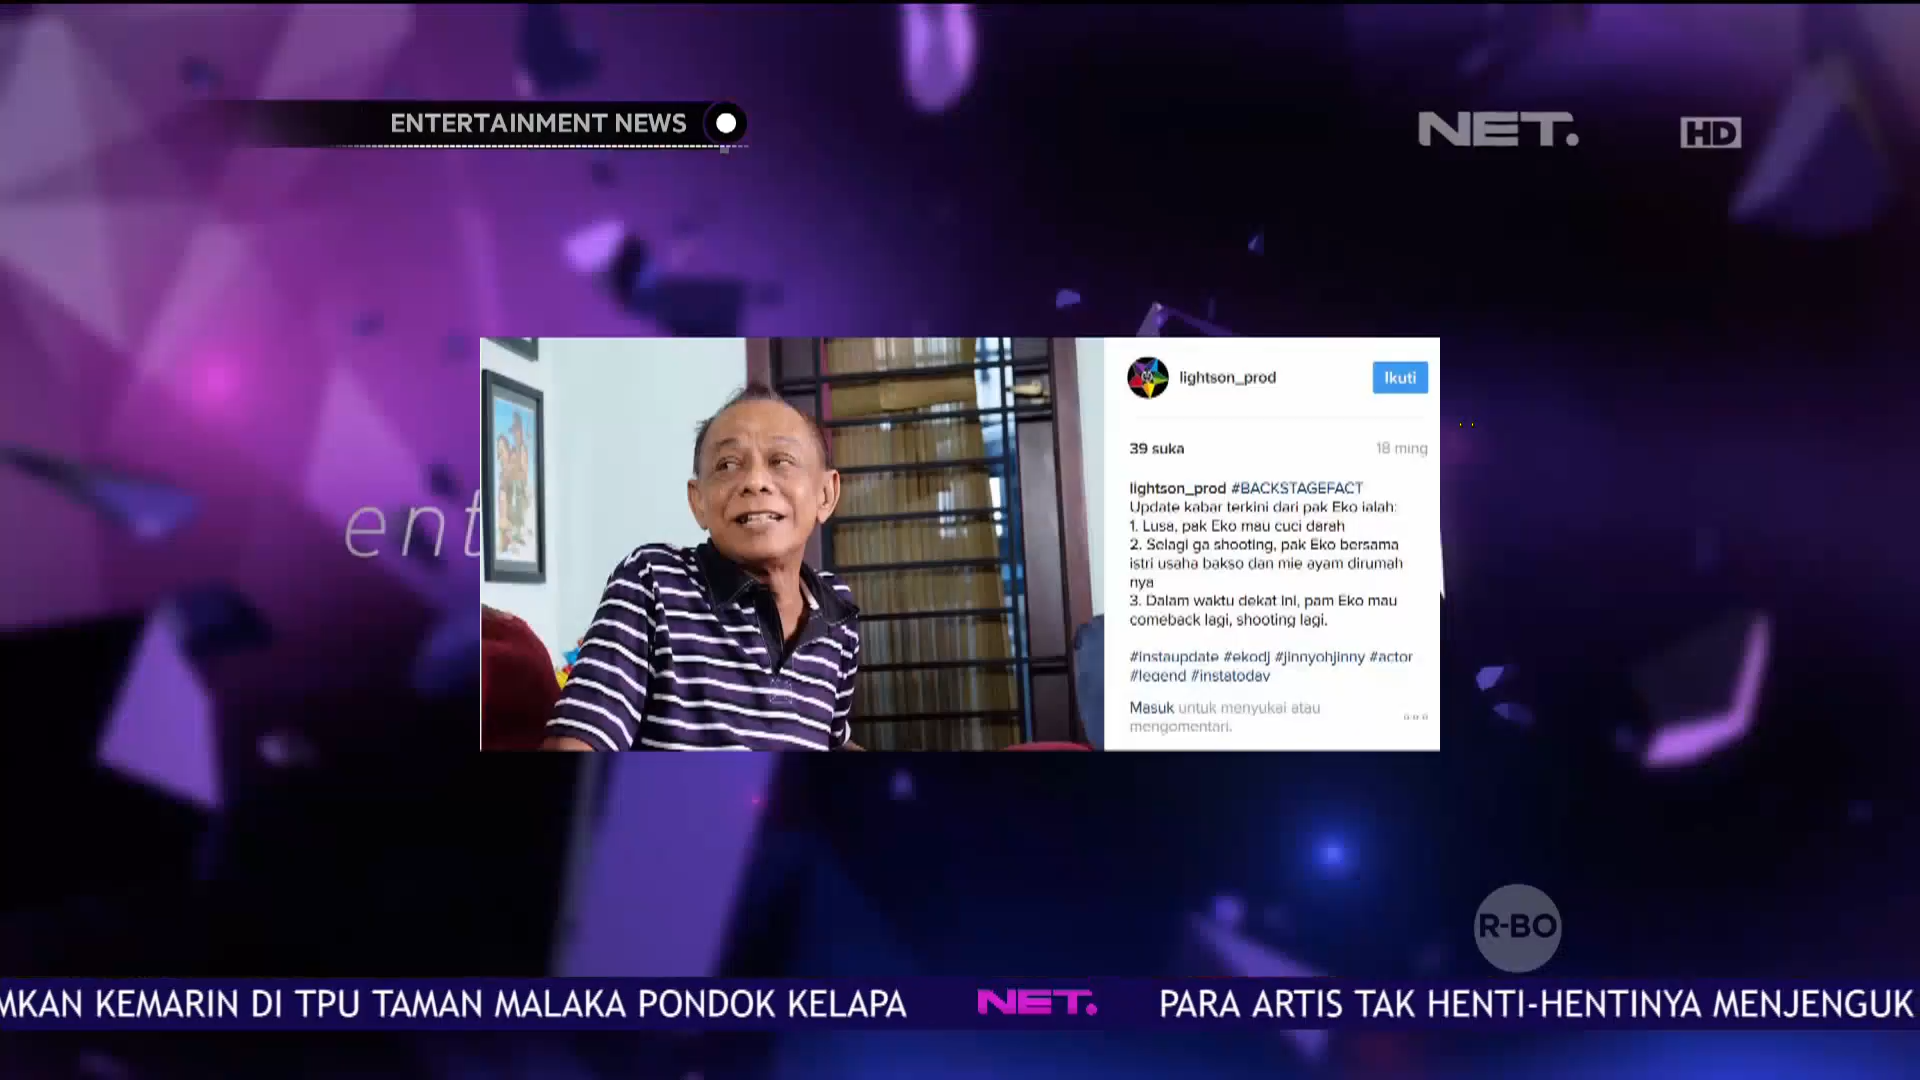 ENTERTAINMENT NEWS
NET.
HD
ent
lightson_prod
Ikuti
39 suka
18 ming
lightson_prod #BACKSTAGEFACT
Update kabar terkini dari pak Eko ialah:
1. Lusa, pak Eko mau cuci darah
2. Selagi ga shooting, pak Eko bersama
istri usaha bakso dan mie ayam dirumah
nya
3. Dalam waktu dekat ini, pam Eko mau
comeback lagi, shooting lagi.
#instaupdate #ekodj #jinnyohjinny #actor
#legend #instatoday
Masuk untuk menyukai atau
mengomentari.
R-BO
MKAN KEMARIN DI TPU TAMAN MALAKA PONDOK KELAPA NET. PARA ARTIS TAK HENTI-HENTINYA MENJENGUK